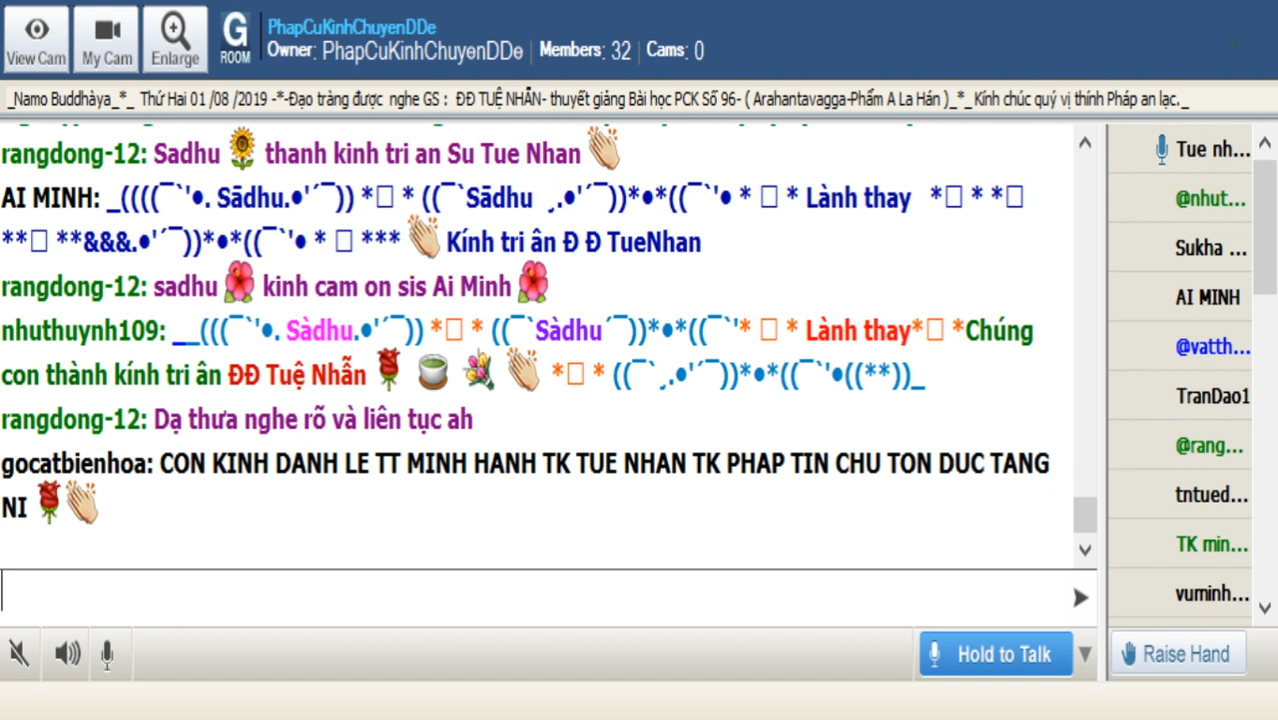 PhapCuKinhChuyenDDe
View Cam My Cam Enlarge G ROOM Owner: PhapCuKinhChuyenDDe Members: 32 Cams: 0
_Namo Buddhàya_*_ Thứ Hai 01 /08 /2019 -*-Đạo tràng được nghe GS : ĐĐ TUỆ NHẪN- thuyết giảng Bài học PCK Số 96- ( Arahantavagga-Phẩm A La Hán )_*_ Kính chúc quý vị thính Pháp an lạc._
rangdong-12: Sadhu thanh kinh tri an Su Tue Nhan
AI MINH: _((((¯`'•. Sādhu.•'´¯)) *□ * ((¯`Sādhu ¸.•'´¯))*•*((¯`'• * □ * Lành thay *□ * *□
**□ **&&&.•'´¯))*•*((¯`'• * □ *** Kính tri ân Đ Đ TueNhan
rangdong-12: sadhu kinh cam on sis Ai Minh
nhuthuynh109: __(((¯`'•. Sàdhu.•'´¯)) *□ * ((¯`Sàdhu´¯))*•*((¯`'* □ * Lành thay*□ *Chúng
con thành kính tri ân ĐĐ Tuệ Nhẫn *□ * ((¯`¸.•'´¯))*•*((¯`'•((**))_
rangdong-12: Dạ thưa nghe rõ và liên tục ah
gocatbienhoa: CON KINH DANH LE TT MINH HANH TK TUE NHAN TK PHAP TIN CHU TON DUC TANG
NI
Tue nh...
@nhut...
Sukha ...
AI MINH
@vatth...
TranDao1
@rang...
tntued...
TK min...
vuminh...
Hold to Talk
Raise Hand